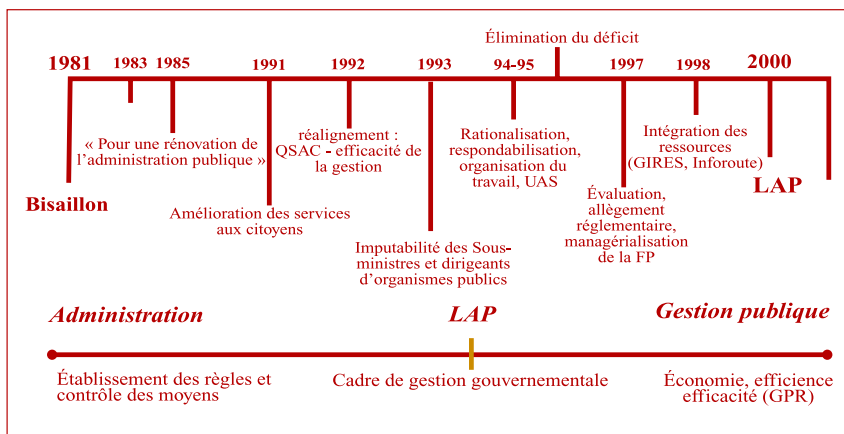 Élimination du déficit
1981
1983
1985
1991
1992
1993
94-95
1997
1998
2000
« Pour une rénovation de
l’administration publique »
réalignement :
QSAC - efficacité de
la gestion
Rationalisation,
respondabilisation,
organisation du
travail, UAS
Intégration des
ressources
(GIRES, Inforoute)
Bisaillon
LAP
Amélioration des services
aux citoyens
Imputabilité des Sous-
ministres et dirigeants
d’organismes publics
Évaluation,
allègement
réglementaire,
managérialisation
de la FP
Administration
LAP
Gestion publique
Établissement des règles et
contrôle des moyens
Cadre de gestion gouvernementale
Économie, efficience
efficacité (GPR)